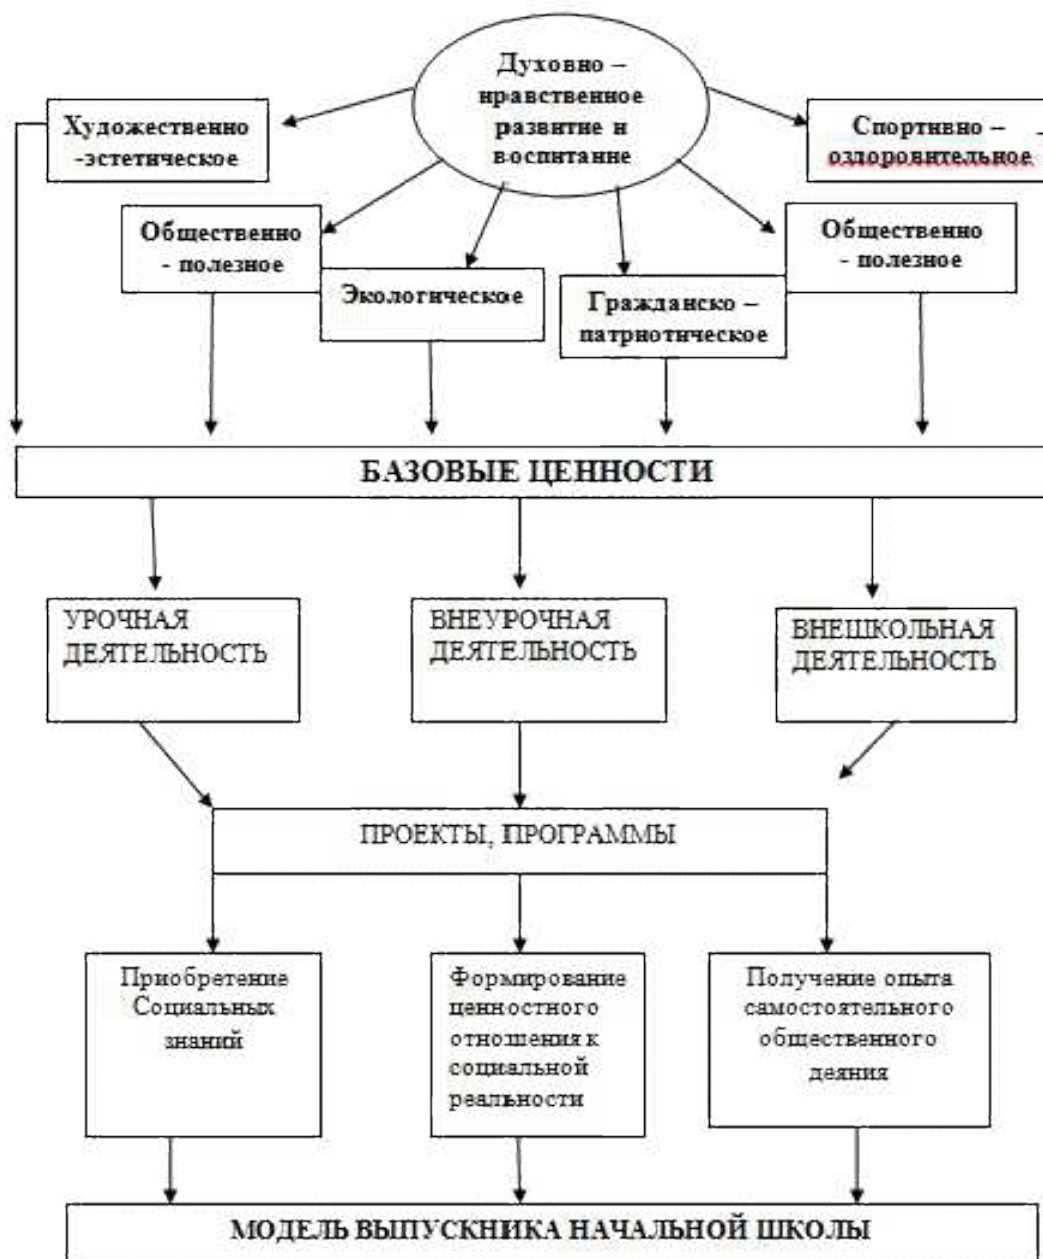 Духовно –
нравственное
развитие и
воспитание
Художественно
-эстетическое
Спортивно –
оздоровительное
Общественно
- полезное
Экологическое
Гражданско –
патриотическое
Общественно
- полезное
БАЗОВЫЕ ЦЕННОСТИ
УРОЧНАЯ
ДЕЯТЕЛЬНОСТЬ
ВНЕУРОЧНАЯ
ДЕЯТЕЛЬНОСТЬ
ВНЕШКОЛЬНАЯ
ДЕЯТЕЛЬНОСТЬ
ПРОЕКТЫ, ПРОГРАММЫ
Приобретение
Социальных
знаний
Формирование
ценностного
отношения к
социальной
реальности
Получение опыта
самостоятельного
общественного
деяния
МОДЕЛЬ ВЫПУСКНИКА НАЧАЛЬНОЙ ШКОЛЫ